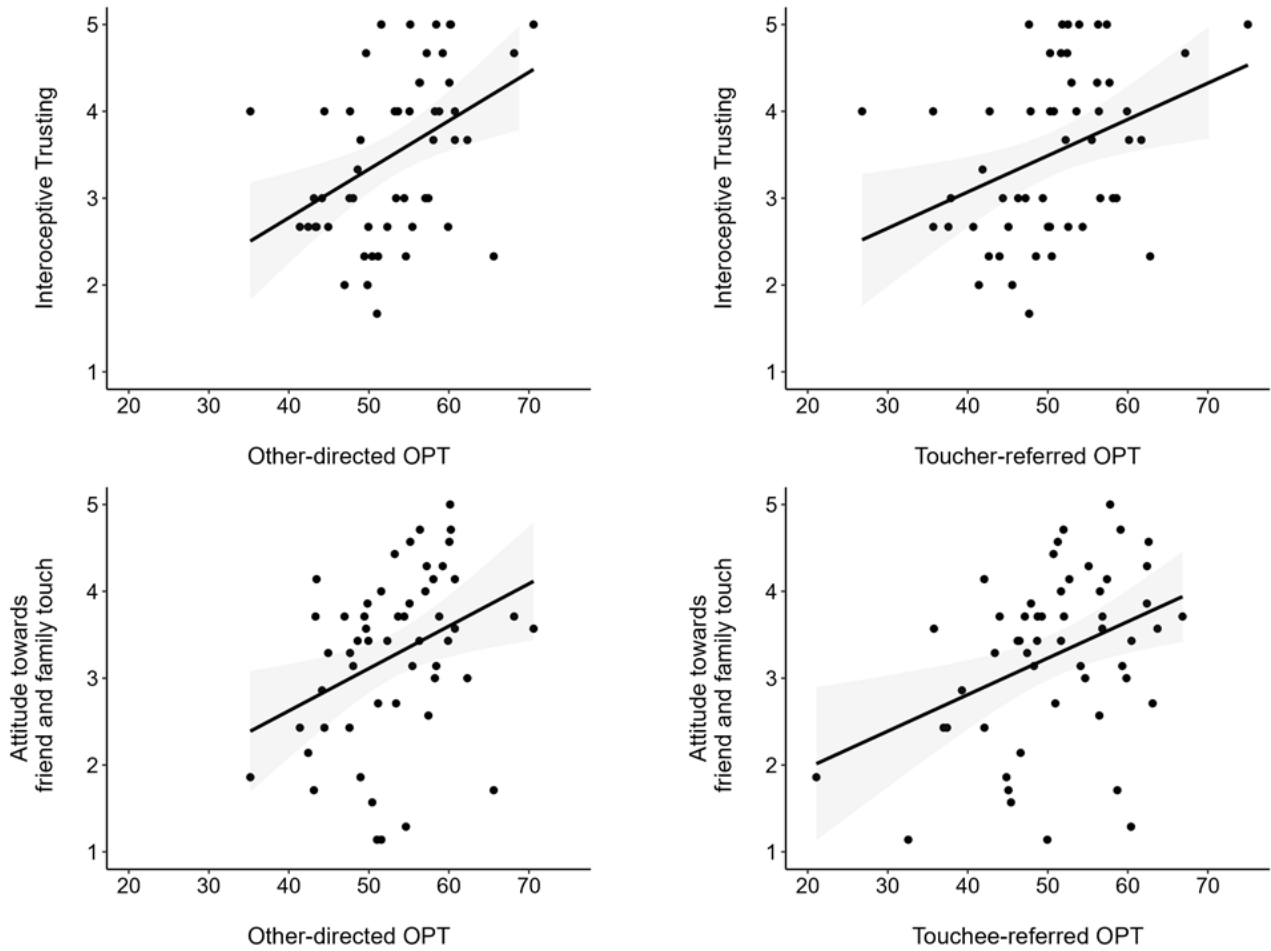 5
4
3
2
1
Interoceptive Trusting
20 30 40 50 60 70
Other-directed OPT
5
4
3
2
1
Interoceptive Trusting
20 30 40 50 60 70
Toucher-referred OPT
5
4
3
2
1
Attitude towards
friend and family touch
20 30 40 50 60 70
Other-directed OPT
5
4
3
2
1
Attitude towards
friend and family touch
20 30 40 50 60 70
Touchee-referred OPT